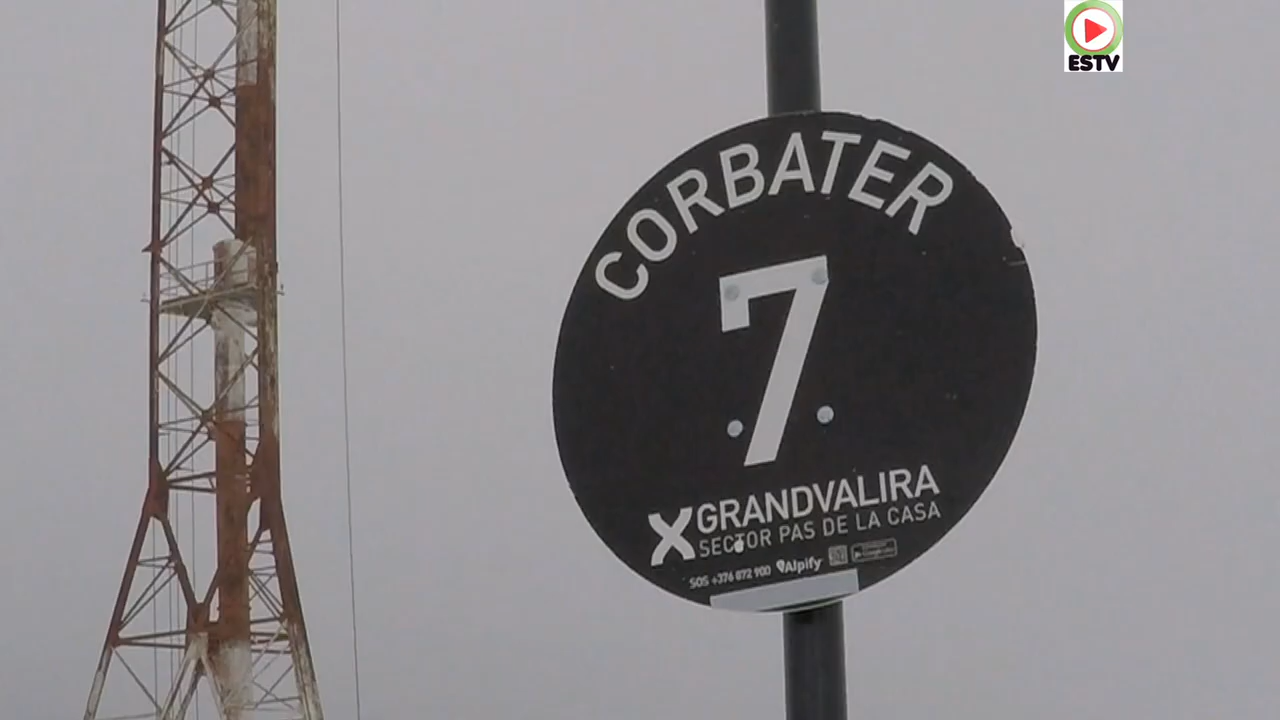 ESTV
CORBATER
7
GRANDVALIRA
SECTOR PAS DE LA CASA
SOS +376 872 900 Alpify